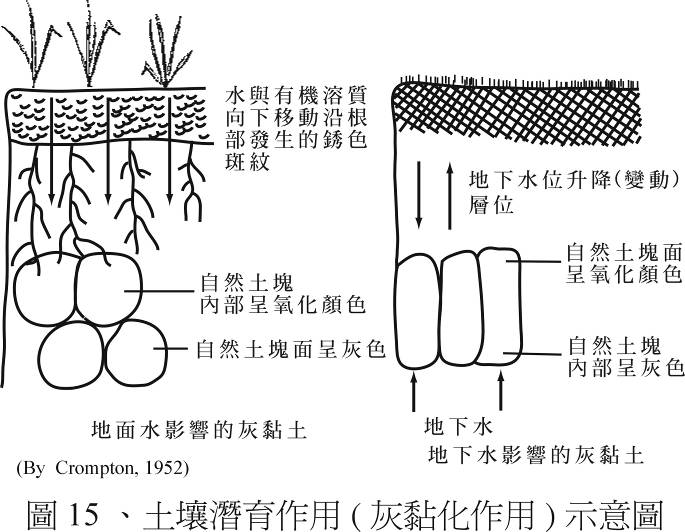 水與有機溶質
向下移動沿根
部發生的銹色
斑紋
自然土塊
內部呈氧化顏色
自然土塊面呈灰色
地面水影響的灰黏土
(By Crompton, 1952)
地下水位升降(變動)
層位
自然土塊面
呈氧化顏色
自然土塊
內部呈灰色
地下水
地下水影響的灰黏土
圖 15 、土壤潛育作用 ( 灰黏化作用 ) 示意圖